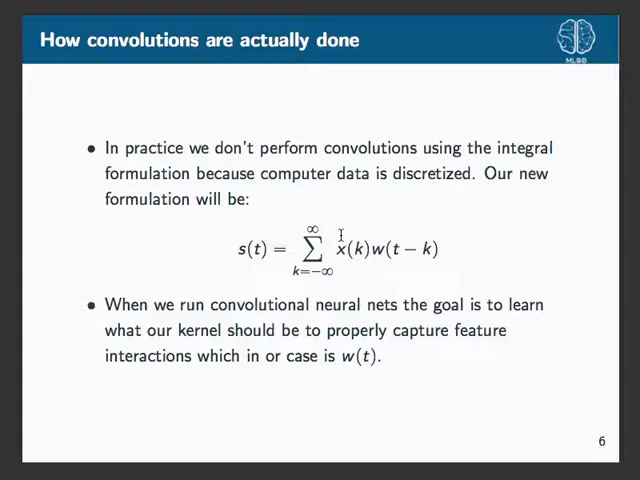 How convolutions are actually done
ML@B
• In practice we don't perform convolutions using the integral
formulation because computer data is discretized. Our new
formulation will be:
s(t) = ∑_{k=−∞}^{∞} x(k)w(t − k)
• When we run convolutional neural nets the goal is to learn
what our kernel should be to properly capture feature
interactions which in or case is w(t).
6